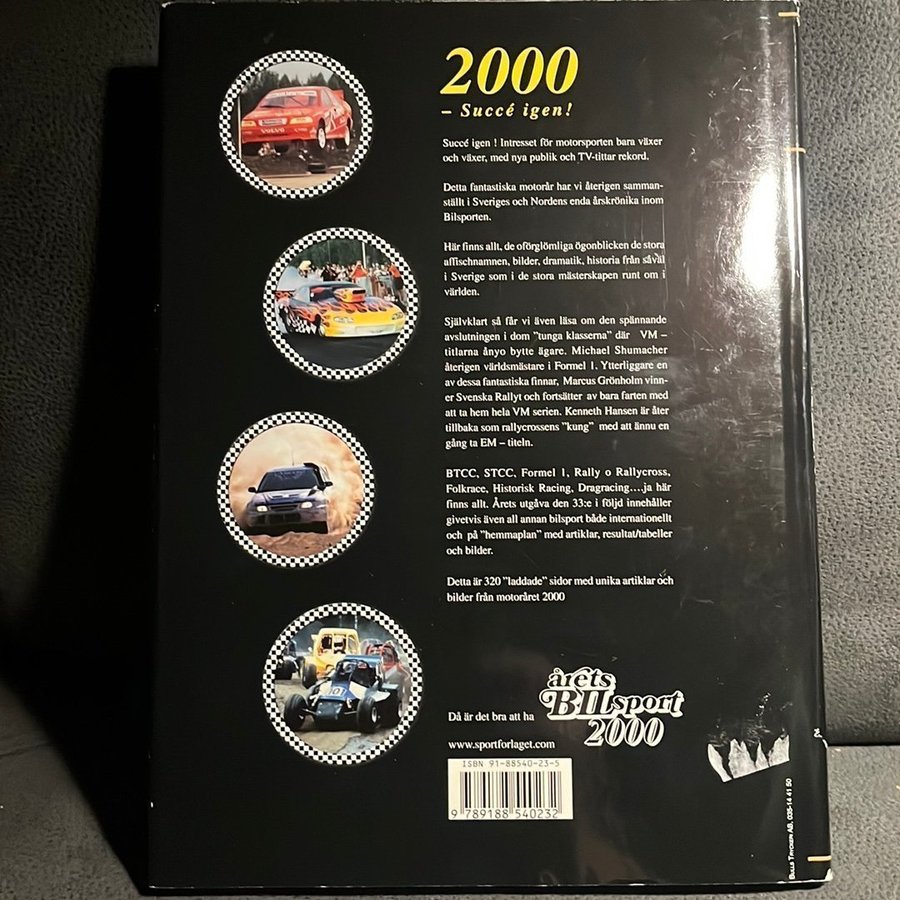 2000
– Succé igen!
Succé igen ! Intresset för motorsporten bara växer
och växer, med nya publik och TV-tittar rekord.
Detta fantastiska motorår har vi återigen samman-
ställt i Sveriges och Nordens enda årskrönika inom
Bilsporten.
Här finns allt, de oförglömliga ögonblicken de stora
affischnamnen, bilder, dramatik, historia från såväl
i Sverige som i de stora mästerskapen runt om i
världen.
Självklart så får vi även läsa om den spännande
avslutningen i dom "tunga klasserna" där VM –
titlarna ånyo bytte ägare. Michael Shumacher
återigen världsmästare i Formel 1. Ytterliggare en
av dessa fantastiska finnar, Marcus Grönholm vinn-
er Svenska Rallyt och fortsätter av bara farten med
att ta hem hela VM serien. Kenneth Hansen är åter
tillbaka som rallycrossens "kung" med att ännu en
gång ta EM – titeln.
BTCC, STCC, Formel 1, Rally o Rallycross,
Folkrace, Historisk Racing, Dragracing....ja här
finns allt. Årets utgåva den 33:e i följd innehåller
givetvis även all annan bilsport både internationellt
och på "hemmaplan" med artiklar, resultat/tabeller
och bilder.
Detta är 320 "laddade" sidor med unika artiklar och
bilder från motoråret 2000
Då är det bra att ha
årets
BILsport
2000
www.sportforlaget.com
ISBN 91-88540-23-5
9 789188 540232
BULLS TRYCKERI AB, 035-14 41 50
VOLVO
101